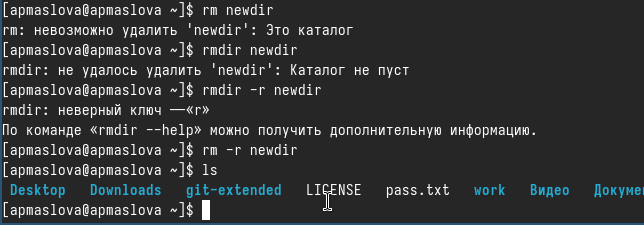 [apmaslova@apmaslova ~]$ rm newdir
rm: невозможно удалить 'newdir': Это каталог
[apmaslova@apmaslova ~]$ rmdir newdir
rmdir: не удалось удалить 'newdir': Каталог не пуст
[apmaslova@apmaslova ~]$ rmdir -r newdir
rmdir: неверный ключ —«r»
По команде «rmdir --help» можно получить дополнительную информацию.
[apmaslova@apmaslova ~]$ rm -r newdir
[apmaslova@apmaslova ~]$ ls
Desktop Downloads git-extended LICENSE pass.txt work Видео Докуме
[apmaslova@apmaslova ~]$